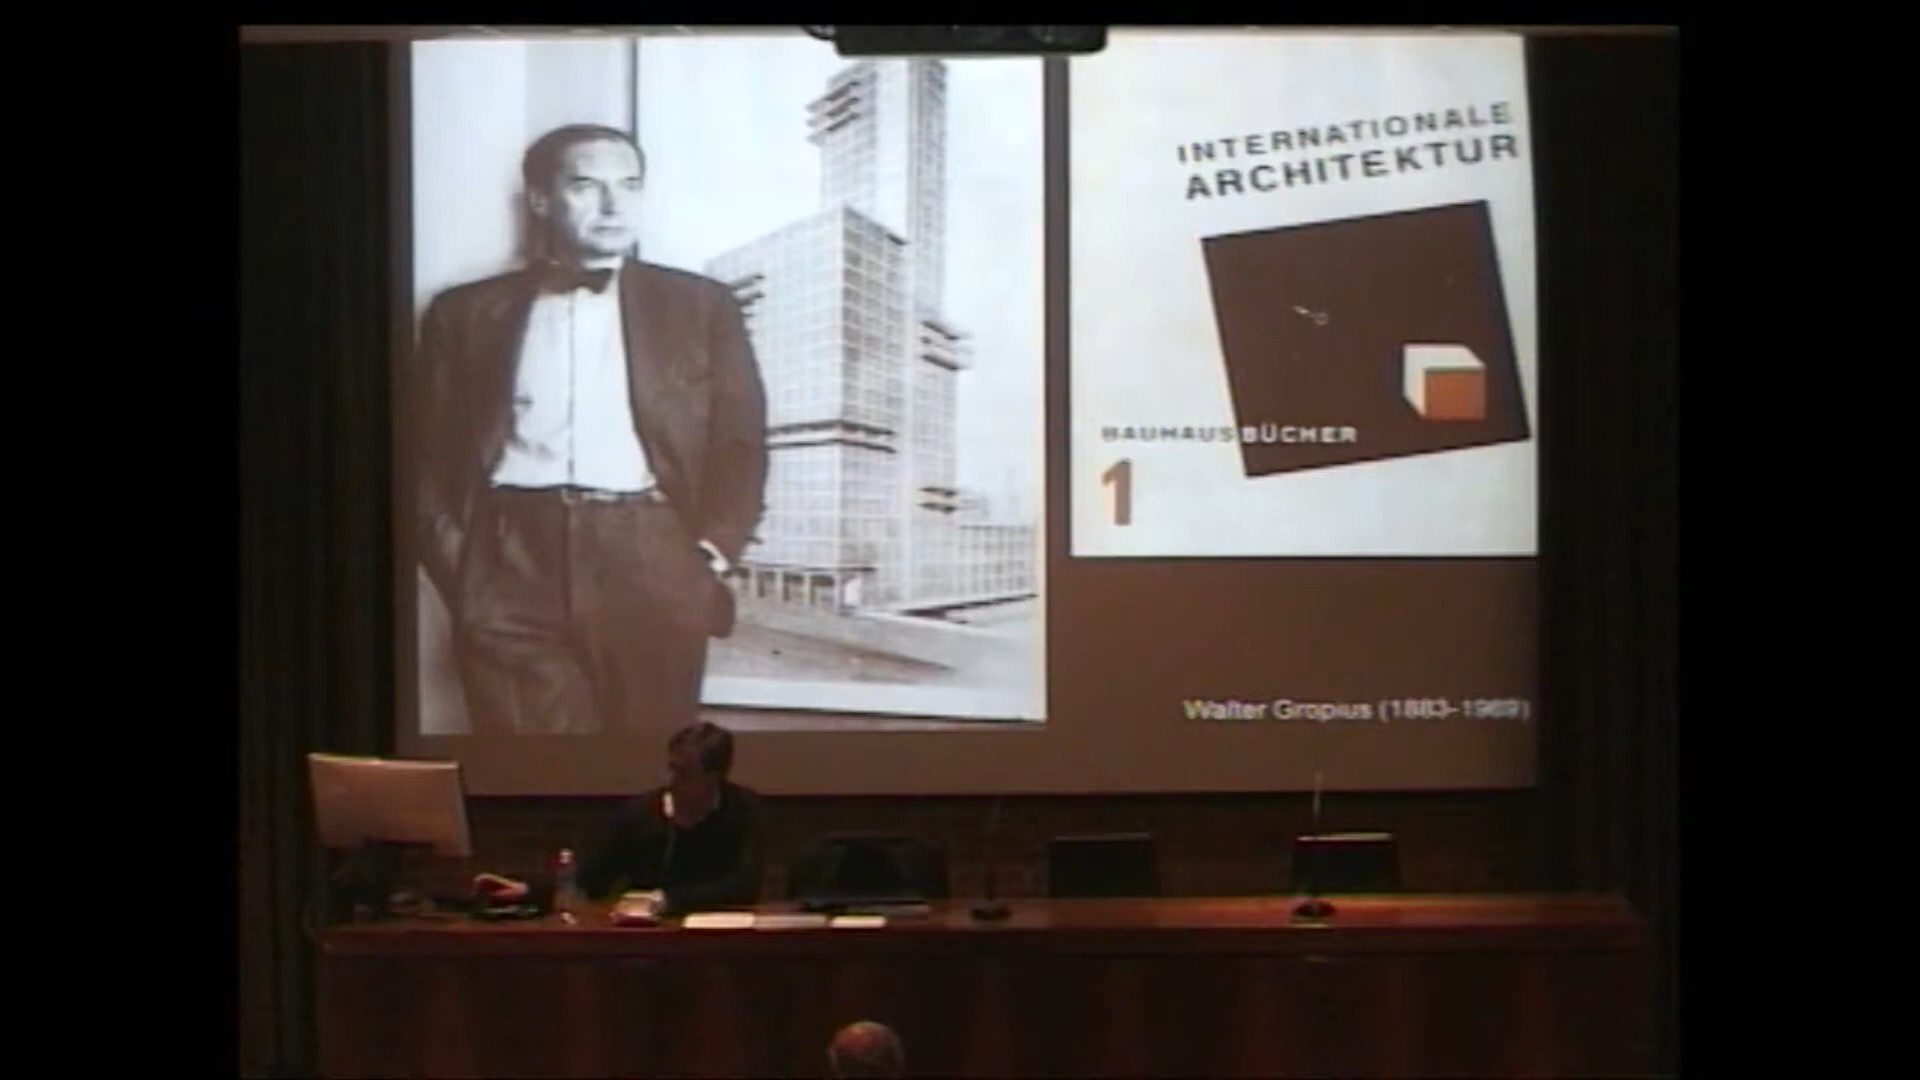 INTERNATIONALE
ARCHITEKTUR
BAUHAUSBÜCHER
1
Walter Gropius (1883-1969)